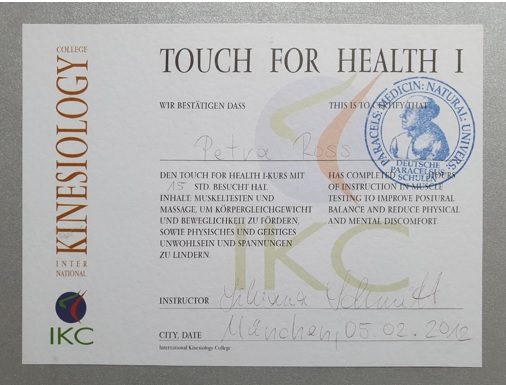 COLLEGE
KINESIOLOGY
INTER
NATIONAL
IKC
TOUCH FOR HEALTH I
WIR BESTÄTIGEN DASS
THIS IS TO CERTIFY THAT
PARACELS: MEDICIN: NATURAL: UNIVERS:
DEUTSCHE
PARACELSUS
SCHULEN
Petra Ross
DEN TOUCH FOR HEALTH I-KURS MIT
15 STD. BESUCHT HAT.
INHALT: MUSKELTESTEN UND
MASSAGE, UM KÖRPERGLEICHGEWICHT
UND BEWEGLICHKEIT ZU FÖRDERN,
SOWIE PHYSISCHES UND GEISTIGES
UNWOHLSEIN UND SPANNUNGEN
ZU LINDERN.
HAS COMPLETED HOURS
OF INSTRUCTION IN MUSCLE
TESTING TO IMPROVE POSTURAL
BALANCE AND REDUCE PHYSICAL
AND MENTAL DISCOMFORT
IKC
INSTRUCTOR
CITY, DATE München, 05.02.2012
International Kinesiology College